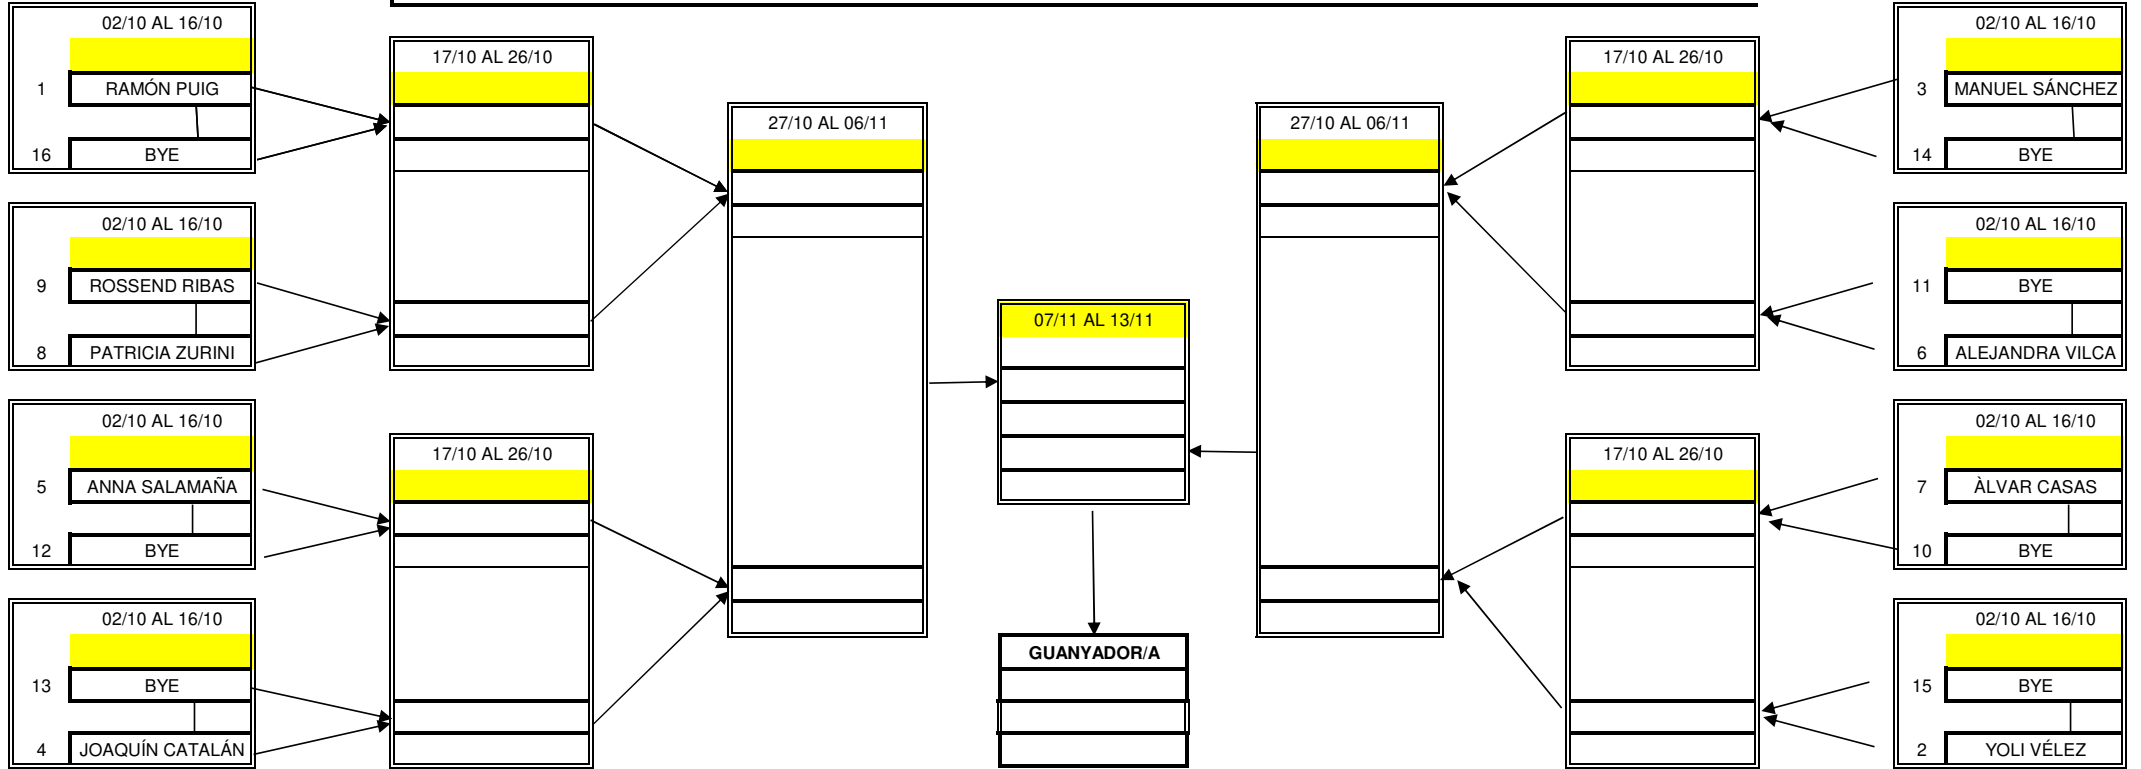 02/10 AL 16/10
1 RAMÓN PUIG
16 BYE
02/10 AL 16/10
9 ROSSEND RIBAS
8 PATRICIA ZURINI
02/10 AL 16/10
5 ANNA SALAMAÑA
12 BYE
02/10 AL 16/10
13 BYE
4 JOAQUÍN CATALÁN
17/10 AL 26/10
17/10 AL 26/10
27/10 AL 06/11
07/11 AL 13/11
GUANYADOR/A
27/10 AL 06/11
17/10 AL 26/10
17/10 AL 26/10
02/10 AL 16/10
3 MANUEL SÁNCHEZ
14 BYE
02/10 AL 16/10
11 BYE
6 ALEJANDRA VILCA
02/10 AL 16/10
7 ÀLVAR CASAS
10 BYE
02/10 AL 16/10
15 BYE
2 YOLI VÉLEZ